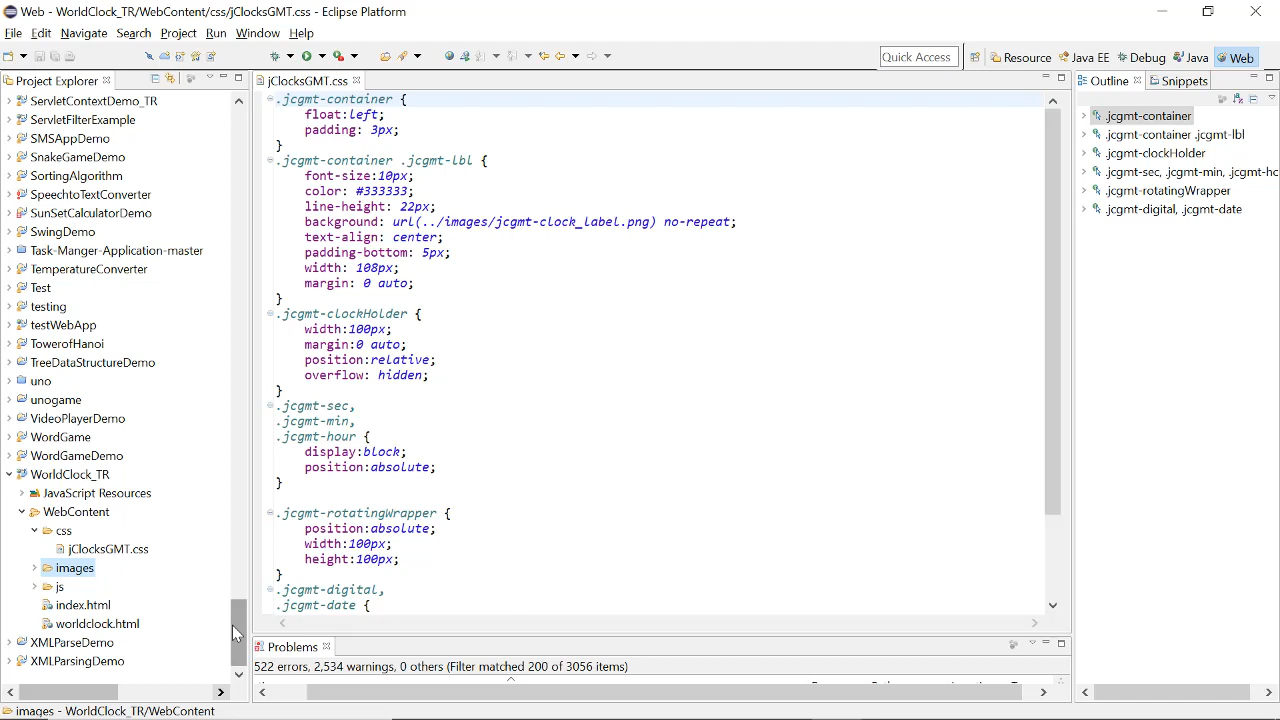 Web - WorldClock_TR/WebContent/css/jClocksGMT.css - Eclipse Platform
File Edit Navigate Search Project Run Window Help
Quick Access
Resource Java EE Debug Java Web
Project Explorer
ServletContextDemo_TR
ServletFilterExample
SMSAppDemo
SnakeGameDemo
SortingAlgorithm
SpeechtoTextConverter
SunSetCalculatorDemo
SwingDemo
Task-Manger-Application-master
TemperatureConverter
Test
testing
testWebApp
TowerofHanoi
TreeDataStructureDemo
uno
unogame
VideoPlayerDemo
WordGame
WordGameDemo
WorldClock_TR
JavaScript Resources
WebContent
css
jClocksGMT.css
images
js
index.html
worldclock.html
XMLParseDemo
XMLParsingDemo
jClocksGMT.css
.jcgmt-container {
float:left;
padding: 3px;
}
.jcgmt-container .jcgmt-lbl {
font-size:10px;
color: #333333;
line-height: 22px;
background: url(../images/jcgmt-clock_label.png) no-repeat;
text-align: center;
padding-bottom: 5px;
width: 108px;
margin: 0 auto;
}
.jcgmt-clockHolder {
width:100px;
margin:0 auto;
position:relative;
overflow: hidden;
}
.jcgmt-sec,
.jcgmt-min,
.jcgmt-hour {
display:block;
position:absolute;
}
.jcgmt-rotatingWrapper {
position:absolute;
width:100px;
height:100px;
}
.jcgmt-digital,
.jcgmt-date {
Problems
522 errors, 2,534 warnings, 0 others (Filter matched 200 of 3056 items)
Outline Snippets
.jcgmt-container
.jcgmt-container .jcgmt-lbl
.jcgmt-clockHolder
.jcgmt-sec, .jcgmt-min, .jcgmt-ho
.jcgmt-rotatingWrapper
.jcgmt-digital, .jcgmt-date
images - WorldClock_TR/WebContent